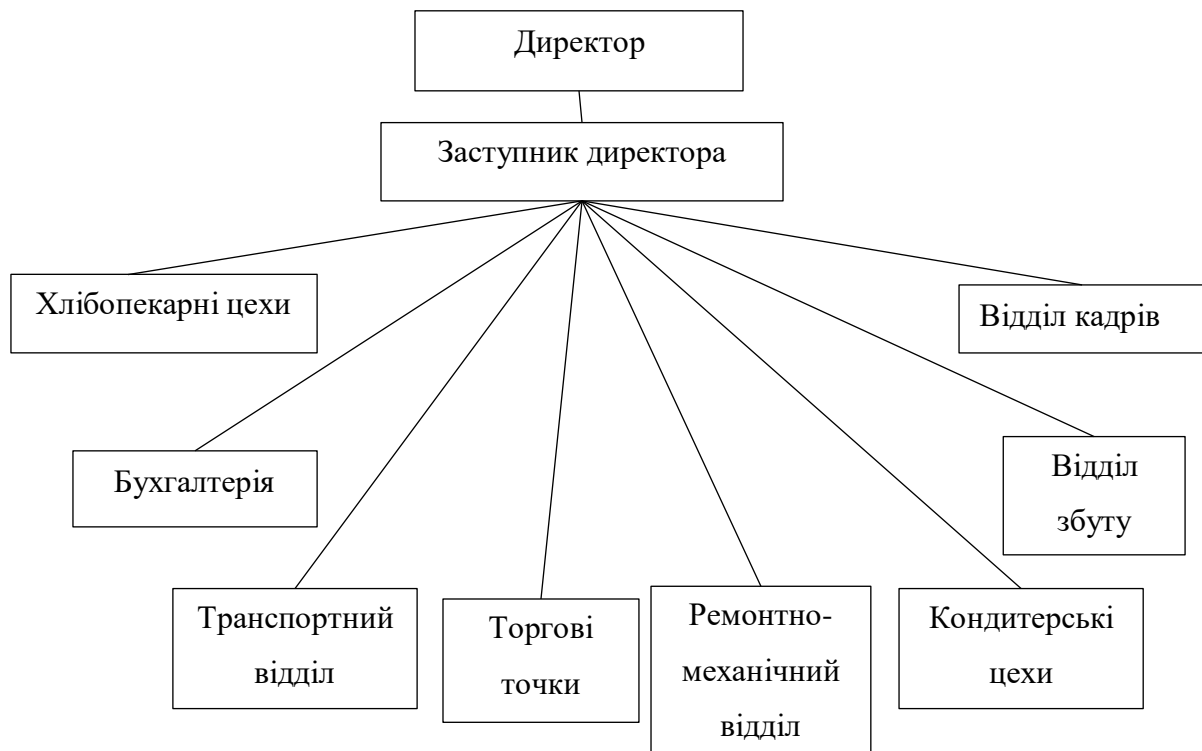 Директор
Заступник директора
Хлібопекарні цехи
Відділ кадрів
Бухгалтерія
Відділ
збуту
Транспортний
відділ
Торгові
точки
Ремонтно-
механічний
відділ
Кондитерські
цехи